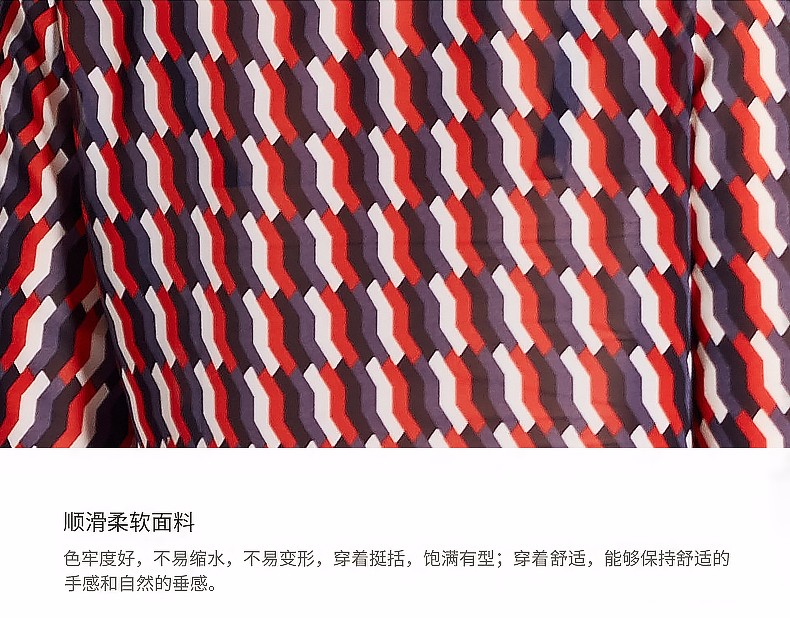 顺滑柔软面料
色牢度好，不易缩水，不易变形，穿着挺括，饱满有型；穿着舒适，能够保持舒适的
手感和自然的垂感。